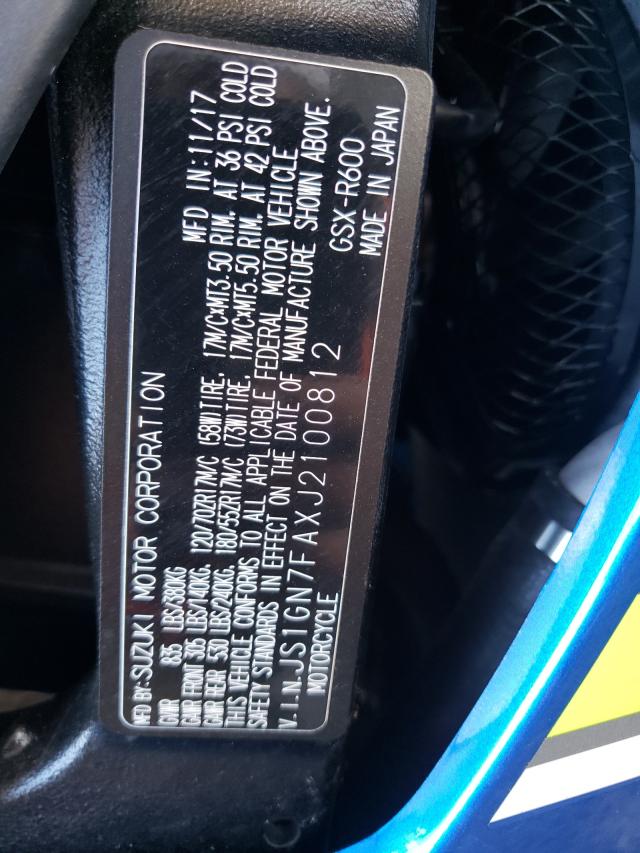 MFD BY:SUZUKI MOTOR CORPORATION MFD IN:11/17
GVWR 835 LBS/380KG
GAWR FRONT 305 LBS/140KG. 120/70ZR17M/C (58W)TIRE, 17M/CxMT3.50 RIM, AT 36 PSI COLD
GAWR REAR 530 LBS/240KG. 180/55ZR17M/C (73W)TIRE, 17M/CxMT5.50 RIM, AT 42 PSI COLD
THIS VEHICLE CONFORMS TO ALL APPLICABLE FEDERAL MOTOR VEHICLE
SAFETY STANDARDS IN EFFECT ON THE DATE OF MANUFACTURE SHOWN ABOVE.
V.I.N.JS1GN7FAXJ2100812 GSX-R600
MOTORCYCLE MADE IN JAPAN